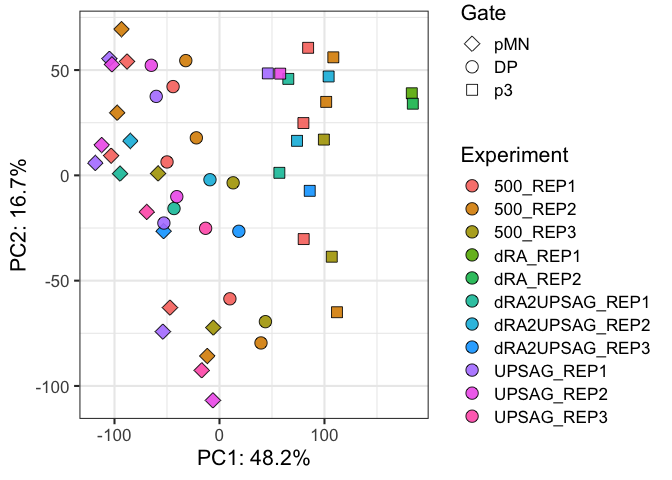 Gate
pMN
DP
p3
Experiment
500_REP1
500_REP2
500_REP3
dRA_REP1
dRA_REP2
dRA2UPSAG_REP1
dRA2UPSAG_REP2
dRA2UPSAG_REP3
UPSAG_REP1
UPSAG_REP2
UPSAG_REP3
PC2: 16.7%
50
0
-50
-100
-100 0 100
PC1: 48.2%